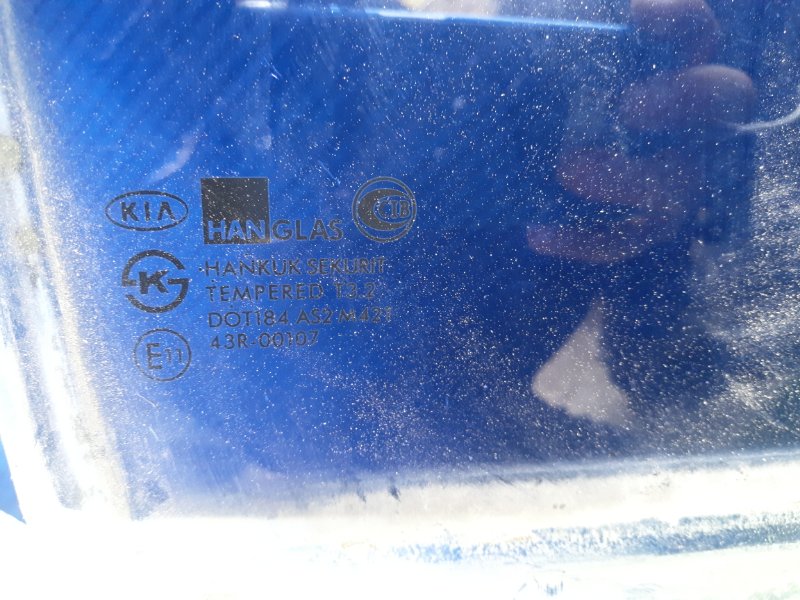 KIA
HANGLAS
K
HANKUK SEKURIT
TEMPERED T3.2
DOT184 AS2 M421
43R-00107
E11